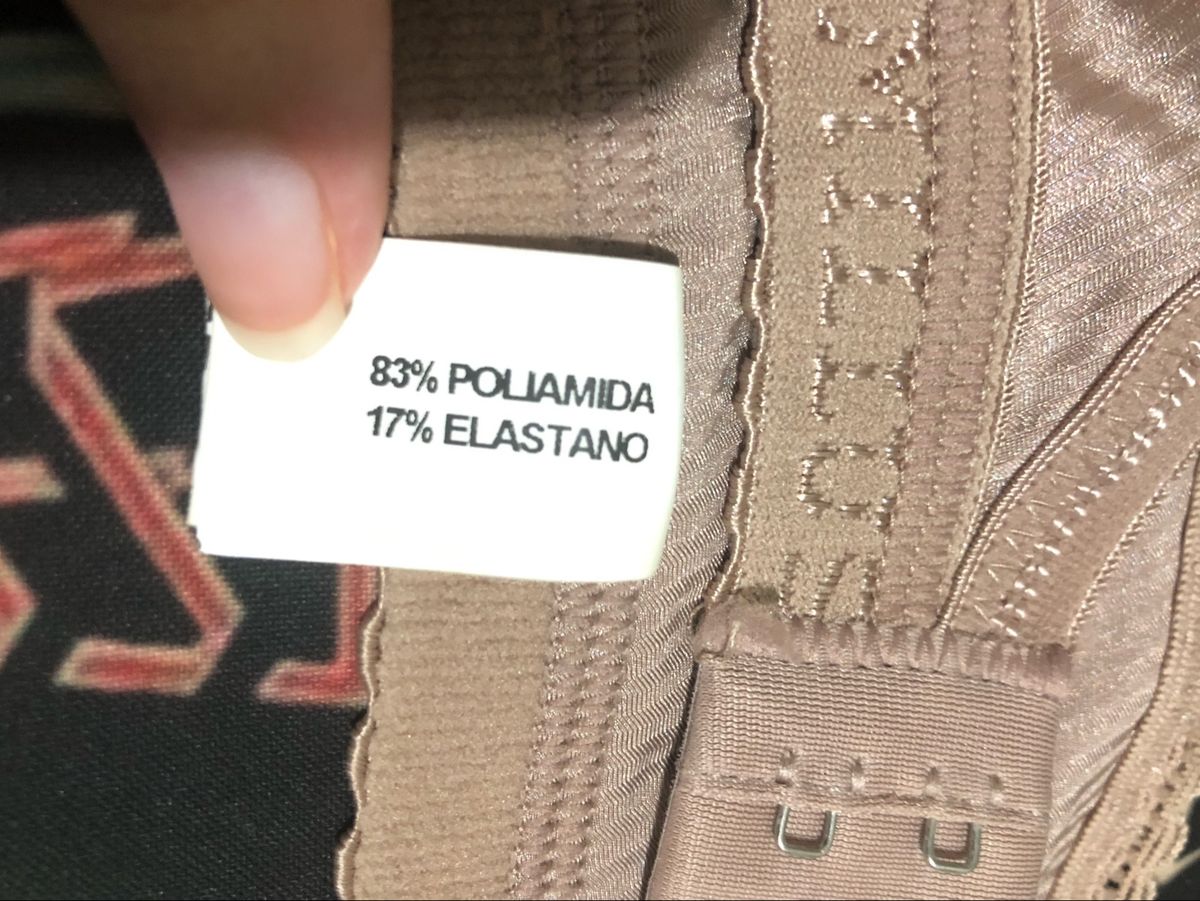 83% POLIAMIDA
17% ELASTANO